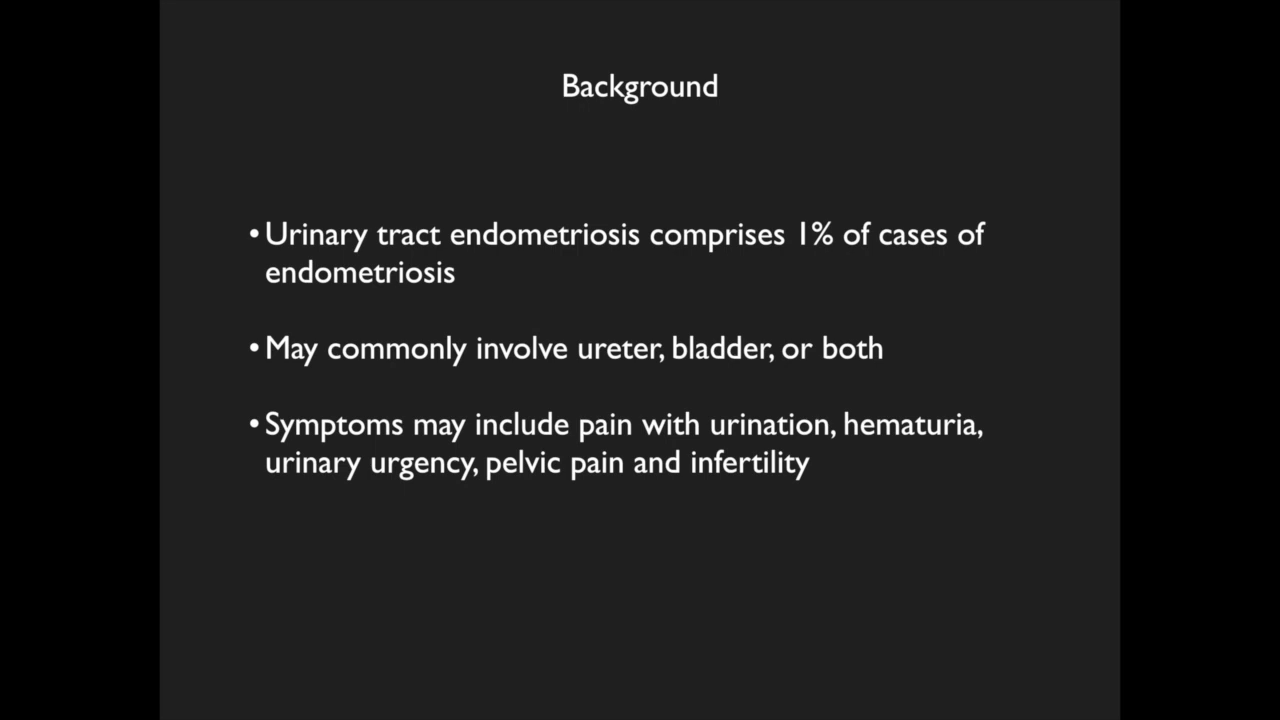 Background
•Urinary tract endometriosis comprises 1% of cases of
endometriosis
•May commonly involve ureter, bladder, or both
•Symptoms may include pain with urination, hematuria,
urinary urgency, pelvic pain and infertility